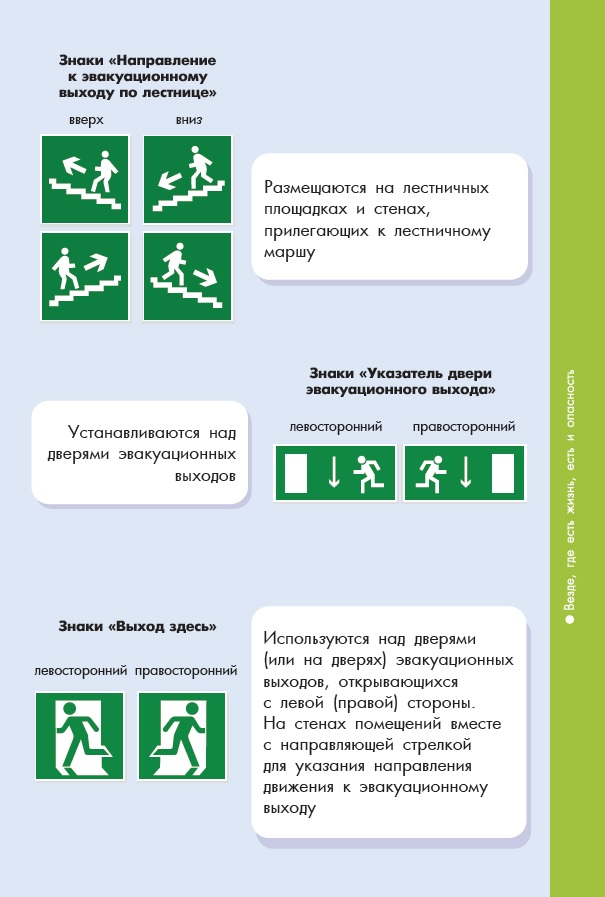 Знаки «Направление
к эвакуационному
выходу по лестнице»
вверх вниз
Размещаются на лестничных
площадках и стенах,
прилегающих к лестничному
маршу
Знаки «Указатель двери
эвакуационного выхода»
левосторонний правосторонний
Устанавливаются над
дверями эвакуационных
выходов
Знаки «Выход здесь»
левосторонний правосторонний
Используются над дверями
(или на дверях) эвакуационных
выходов, открывающихся
с левой (правой) стороны.
На стенах помещений вместе
с направляющей стрелкой
для указания направления
движения к эвакуационному
выходу
● Везде, где есть жизнь, есть и опасность